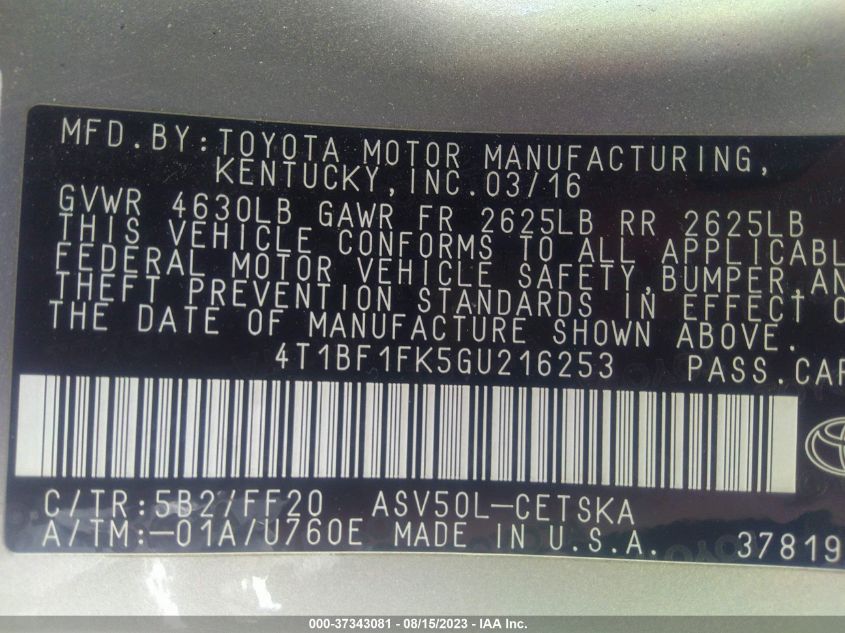 MFD.BY:TOYOTA MOTOR MANUFACTURING,
KENTUCKY,INC.03/16
GVWR 4630LB GAWR FR 2625LB RR 2625LB
THIS VEHICLE CONFORMS TO ALL APPLICABL
FEDERAL MOTOR VEHICLE SAFETY,BUMPER AN
THEFT PREVENTION STANDARDS IN EFFECT O
THE DATE OF MANUFACTURE SHOWN ABOVE.
4T1BF1FK5GU216253 PASS.CAR
C/TR:5B2/FF20 ASV50L-CETSKA
A/TM:-01A/U760E MADE IN U.S.A. 37819
000-37343081 - 08/15/2023 - IAA Inc.